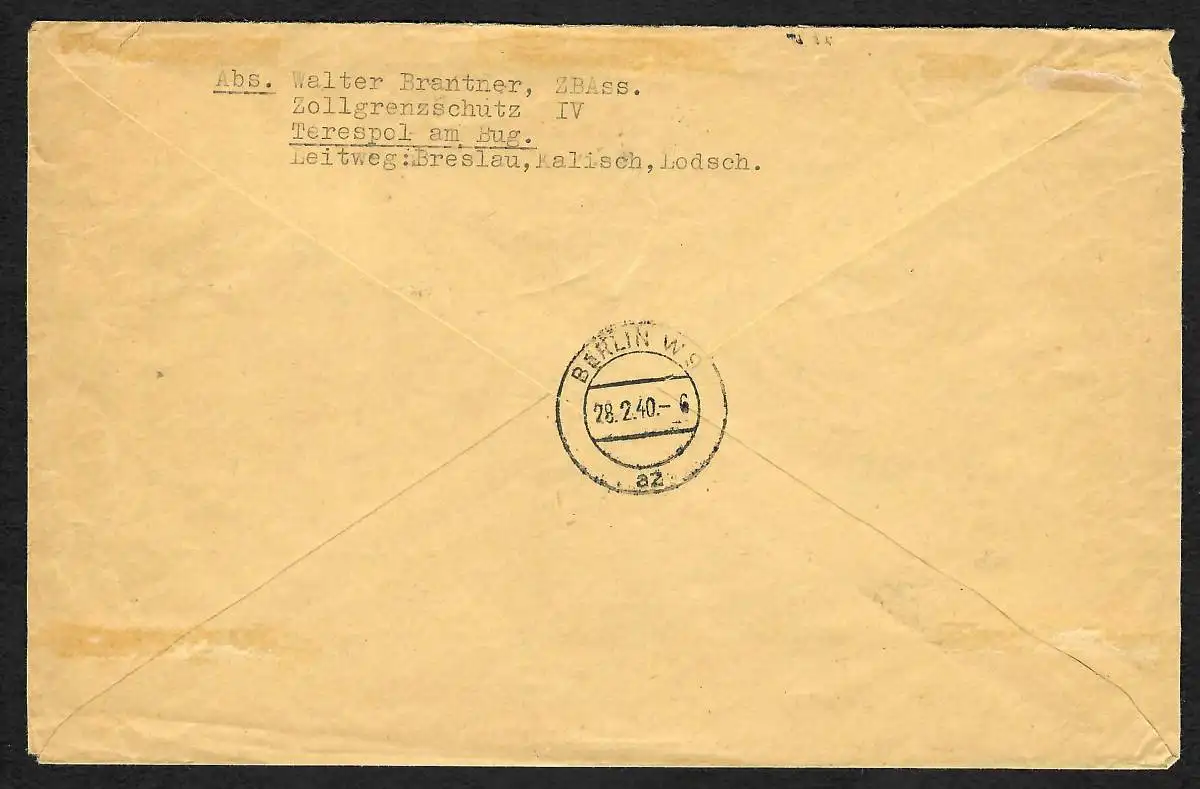 Abs. Walter Brantner, ZBAss.
Zollgrenzschutz IV
Terespol am Bug.
Leitweg:Breslau,Kalisch,Lodsch.
BERLIN W 9
28.2.40.- 6
az